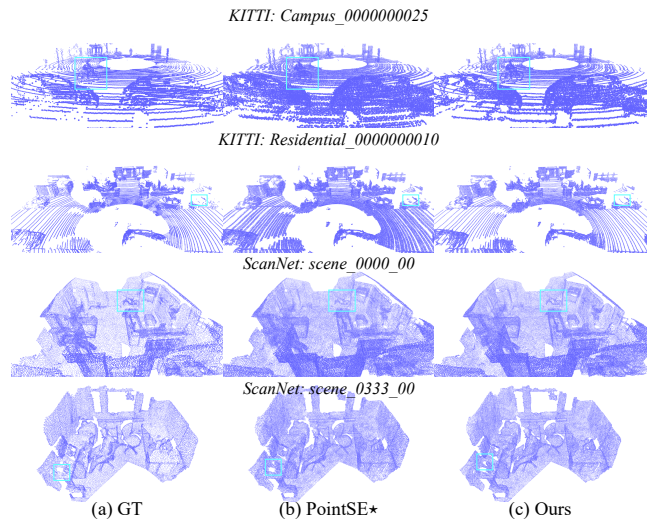 KITTI: Campus_0000000025
KITTI: Residential_0000000010
ScanNet: scene_0000_00
ScanNet: scene_0333_00
(a) GT (b) PointSE⋆ (c) Ours